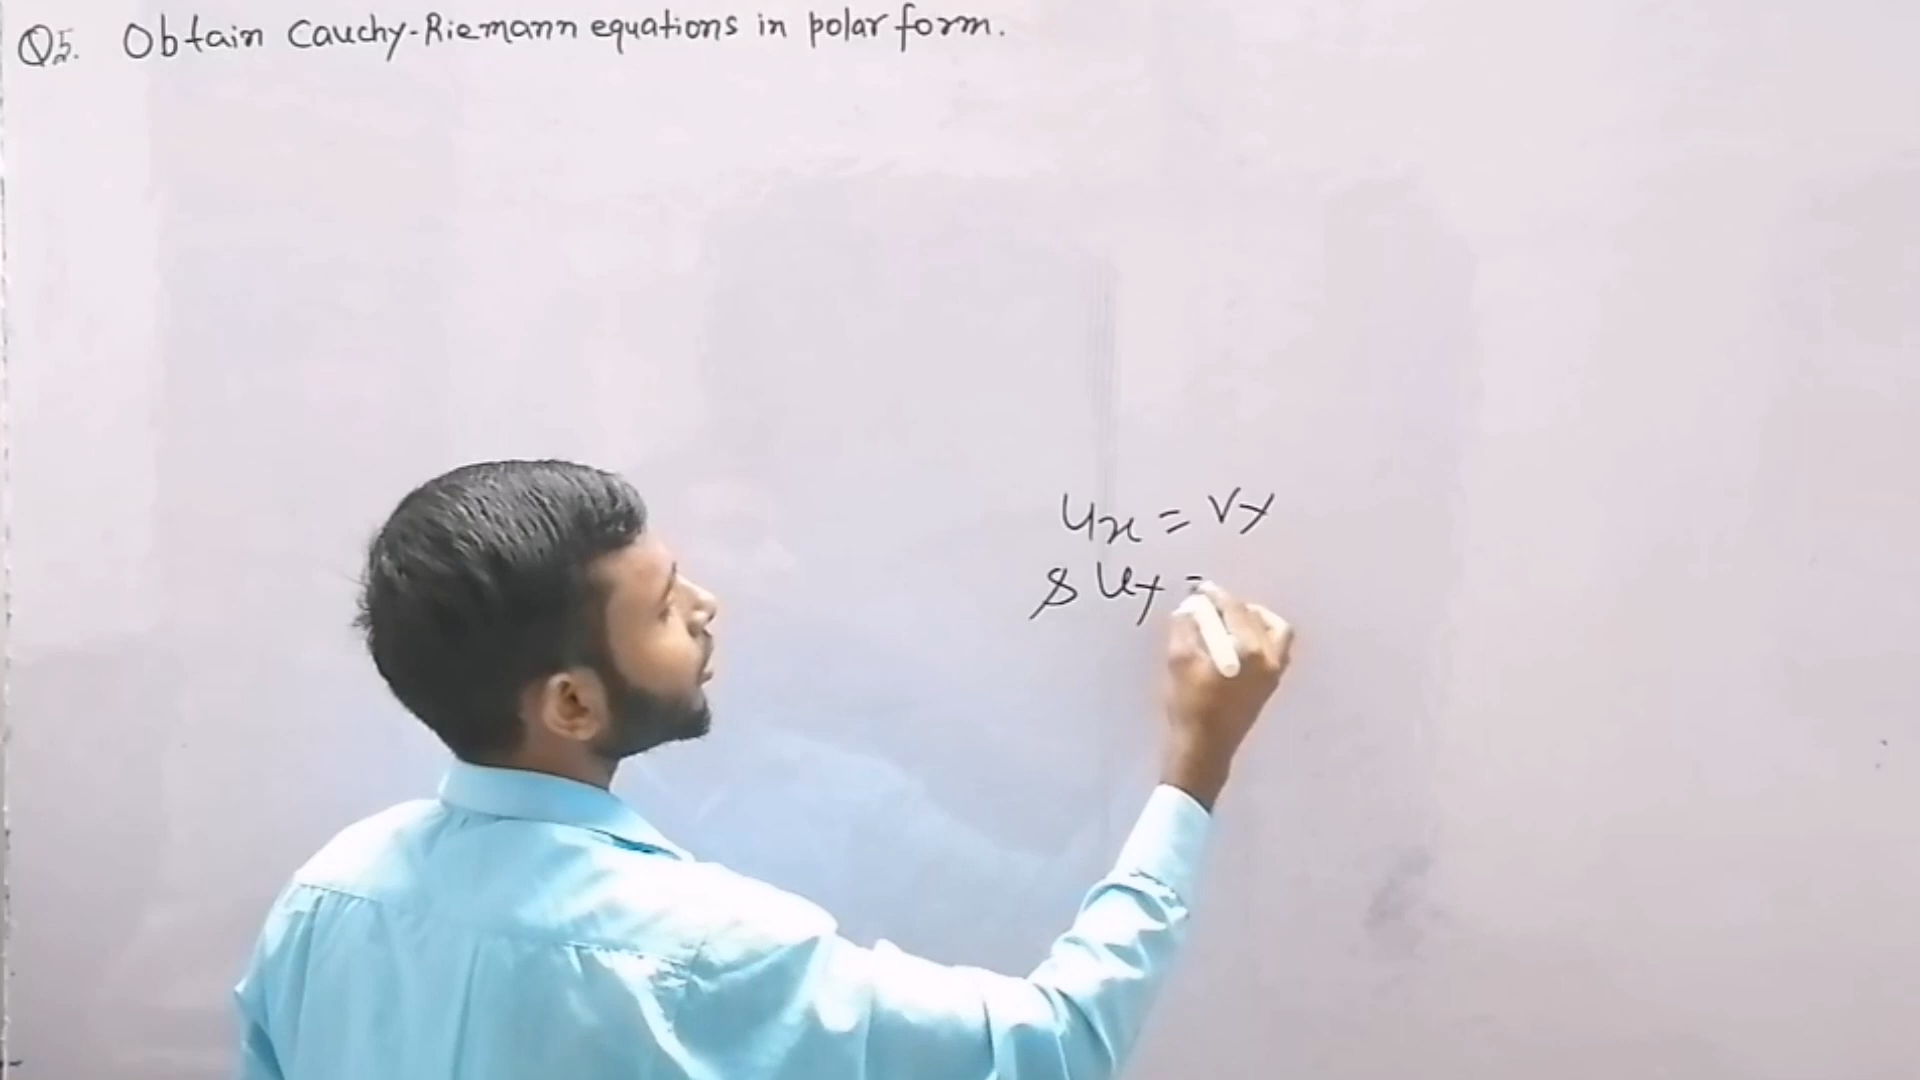 Q5. Obtain Cauchy-Riemann equations in polar form.
ux = vy
& uy =